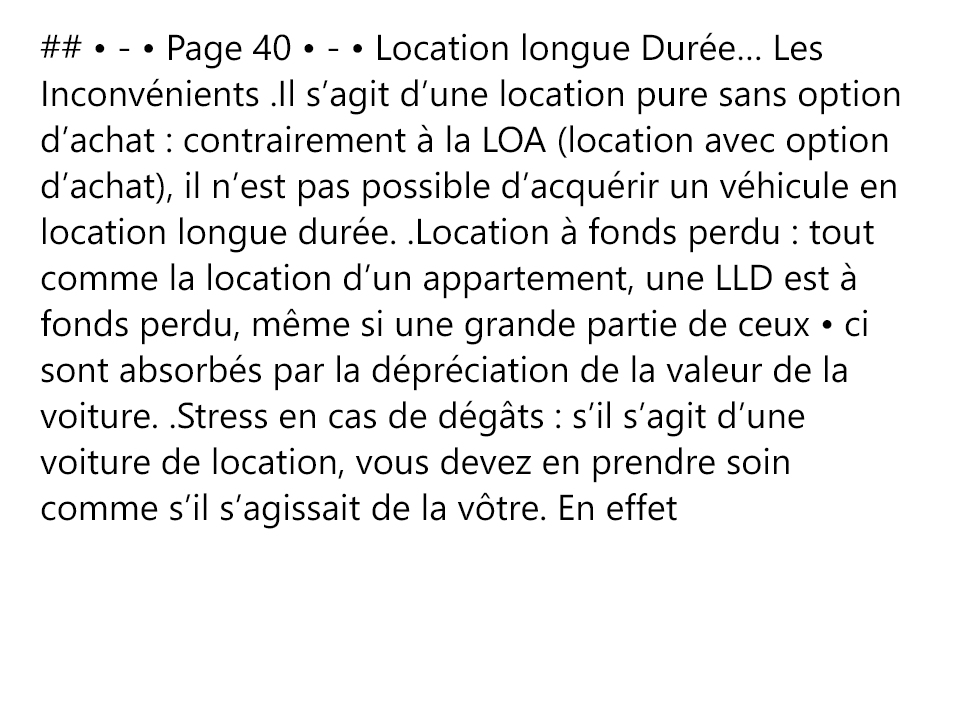 ## • - • Page 40 • - • Location longue Durée… Les
Inconvénients .Il s’agit d’une location pure sans option
d’achat : contrairement à la LOA (location avec option
d’achat), il n’est pas possible d’acquérir un véhicule en
location longue durée. .Location à fonds perdu : tout
comme la location d’un appartement, une LLD est à
fonds perdu, même si une grande partie de ceux • ci
sont absorbés par la dépréciation de la valeur de la
voiture. .Stress en cas de dégâts : s’il s’agit d’une
voiture de location, vous devez en prendre soin
comme s’il s’agissait de la vôtre. En effet